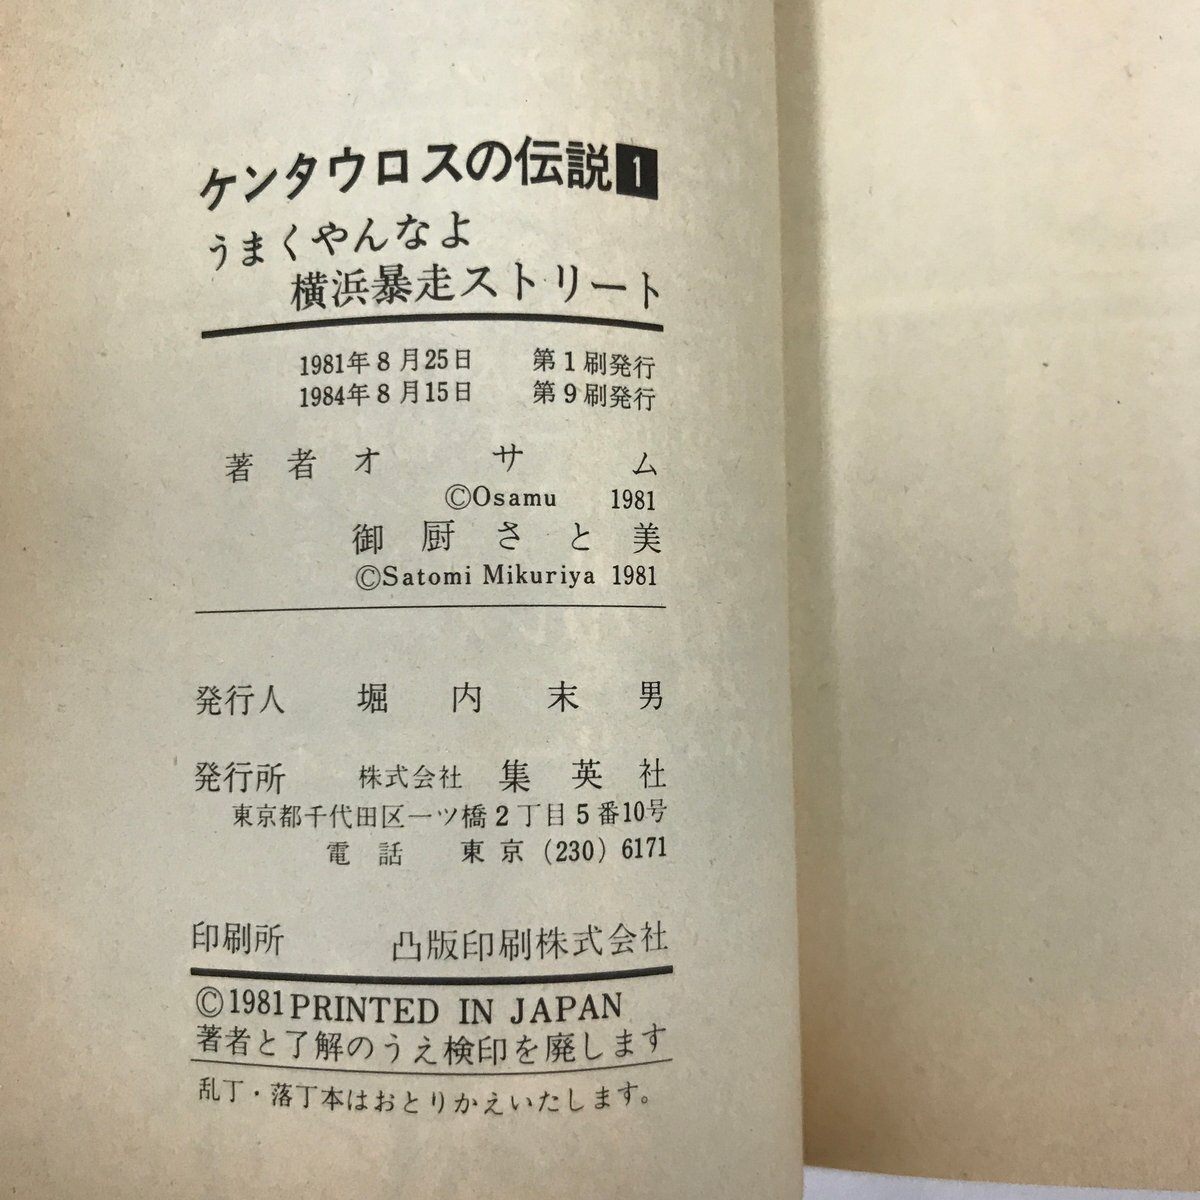 ケンタウロスの伝説 1
うまくやんなよ
横浜暴走ストリート
1981年8月25日 第1刷発行
1984年8月15日 第9刷発行
著者 オサム
©Osamu 1981
御厨さと美
©Satomi Mikuriya 1981
発行人 堀内末男
発行所 株式会社 集英社
東京都千代田区一ツ橋2丁目5番10号
電話 東京 (230) 6171
印刷所 凸版印刷株式会社
©1981 PRINTED IN JAPAN
著者と了解のうえ検印を廃します
乱丁・落丁本はおとりかえいたします。